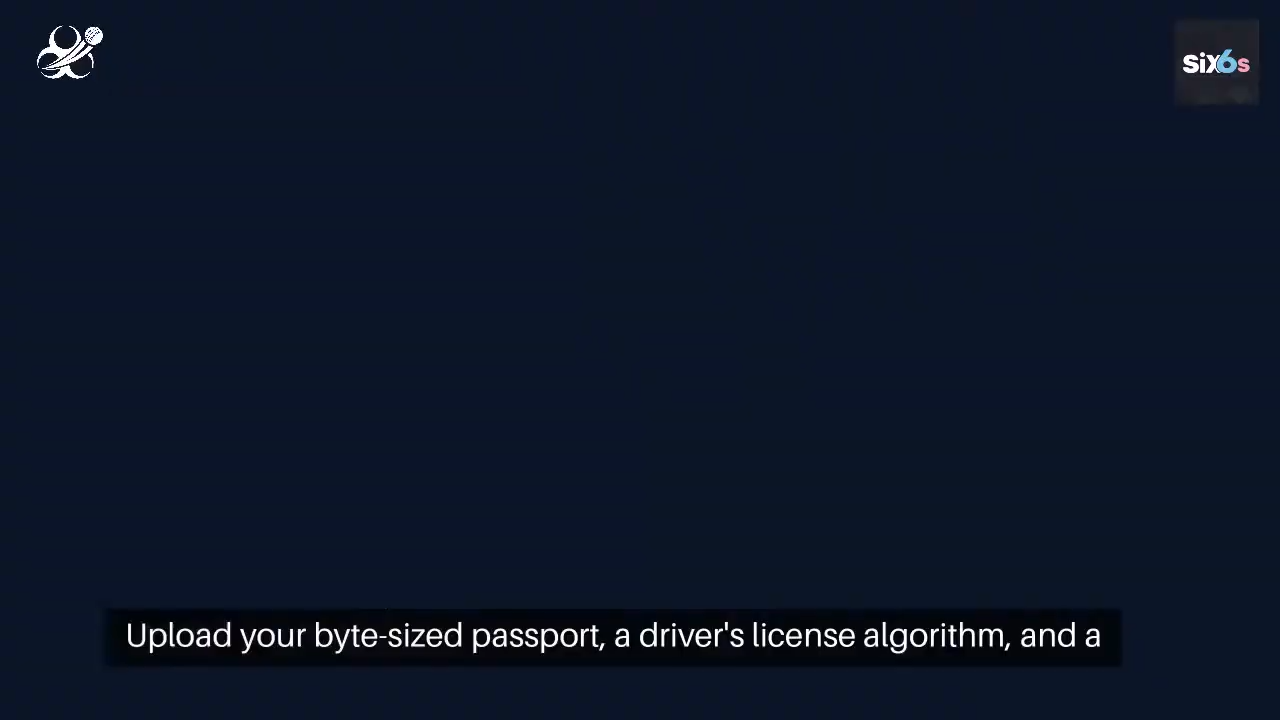 six6s
Upload your byte-sized passport, a driver's license algorithm, and a